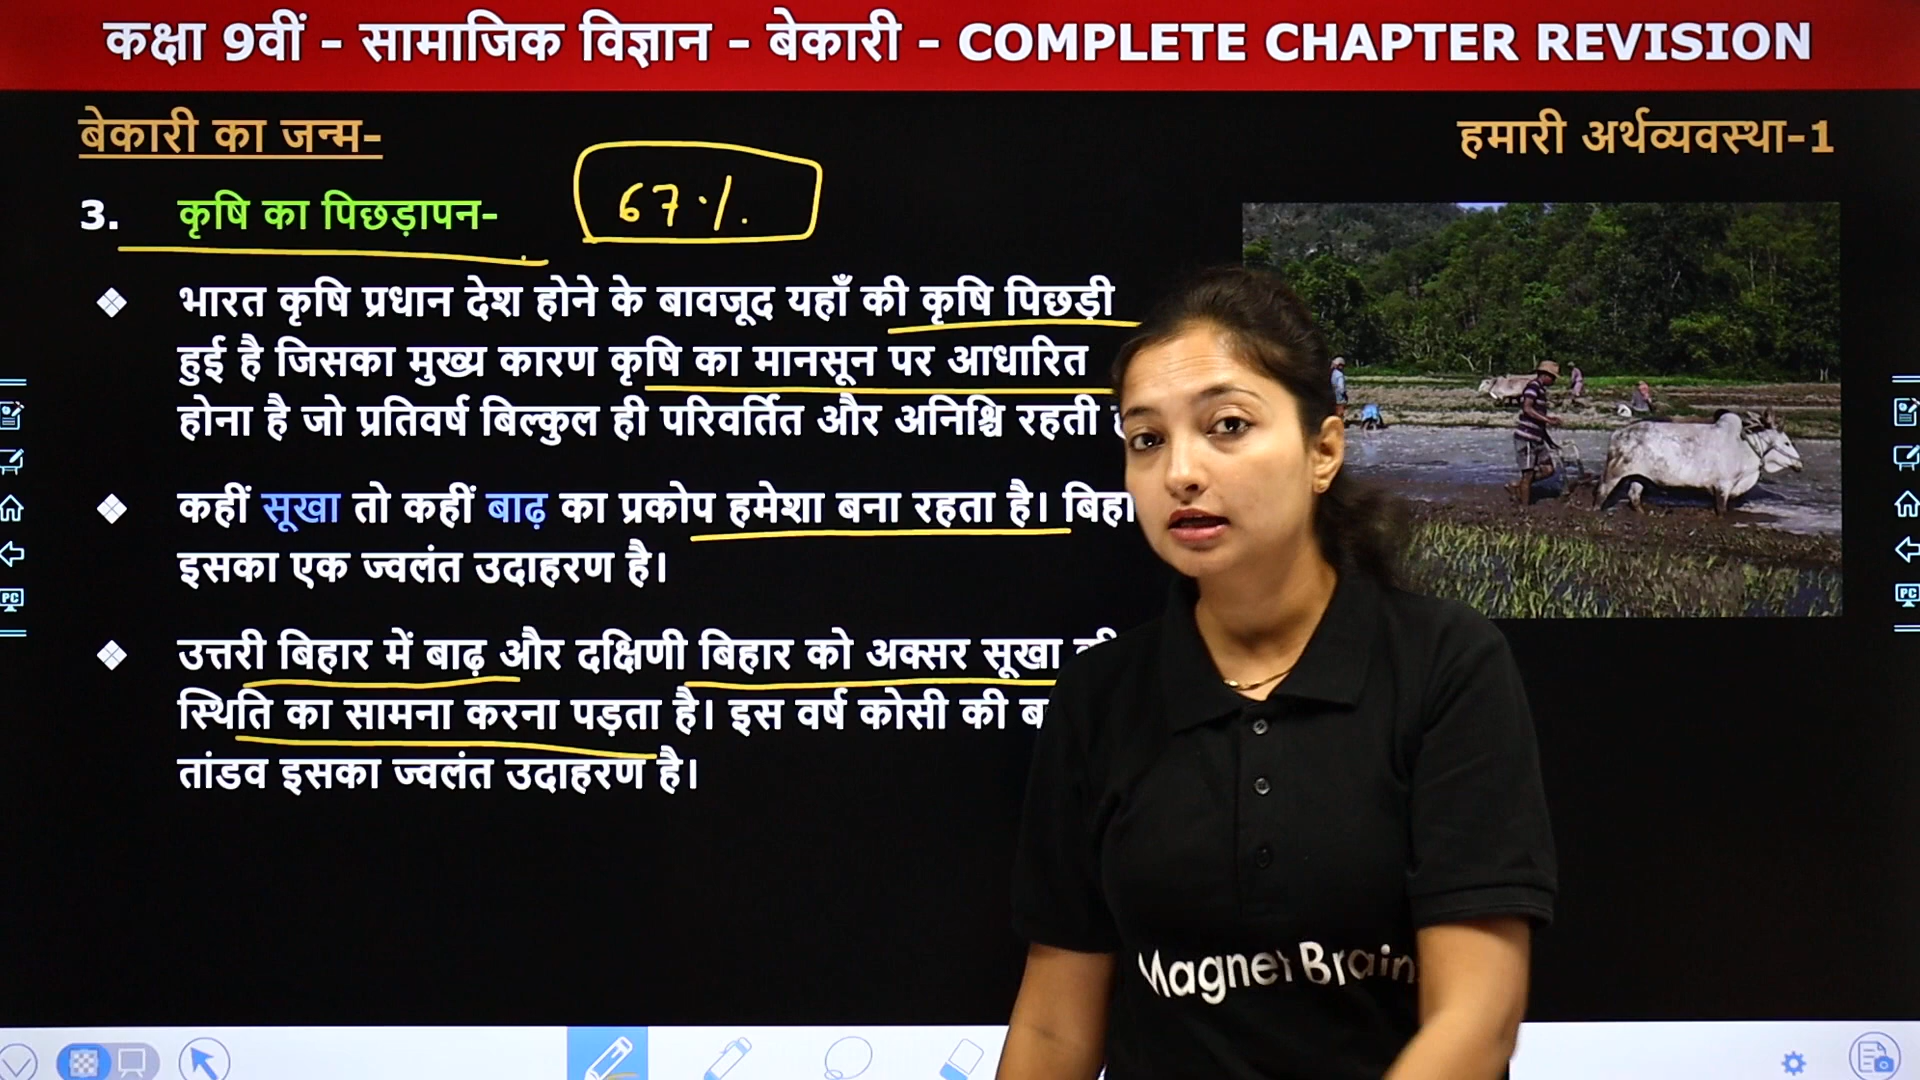 कक्षा 9वीं - सामाजिक विज्ञान - बेकारी - COMPLETE CHAPTER REVISION
बेकारी का जन्म-
हमारी अर्थव्यवस्था-1
3. कृषि का पिछड़ापन-
67%
भारत कृषि प्रधान देश होने के बावजूद यहाँ की कृषि पिछड़ी
हुई है जिसका मुख्य कारण कृषि का मानसून पर आधारित
होना है जो प्रतिवर्ष बिल्कुल ही परिवर्तित और अनिश्चि रहती
कहीं सूखा तो कहीं बाढ़ का प्रकोप हमेशा बना रहता है।
इसका एक ज्वलंत उदाहरण है।
उत्तरी बिहार में बाढ़ और दक्षिणी बिहार को अक्सर सूखा
स्थिति का सामना करना पड़ता है। इस वर्ष कोसी की
तांडव इसका ज्वलंत उदाहरण है।
Magnet Brain
PC
PC